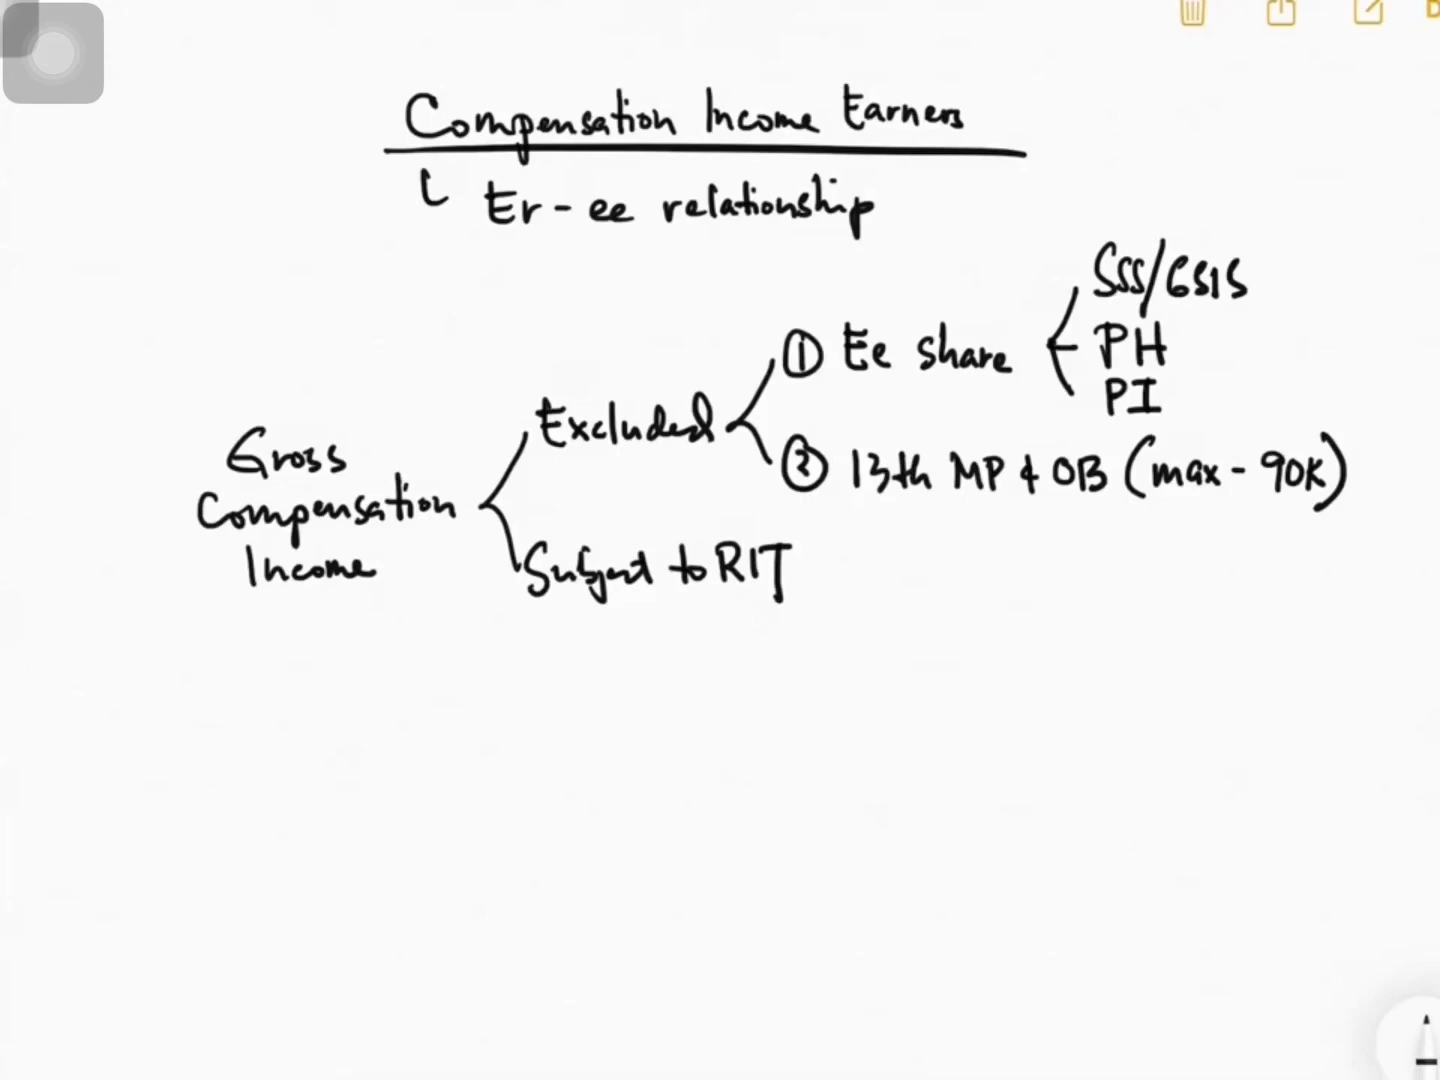 Compensation Income Earners
Er-ee relationship
Gross
Compensation
Income
Excluded
① Ee share
SSS/GSIS
PH
PI
② 13th MP & OB (max - 90K)
Subject to RIT